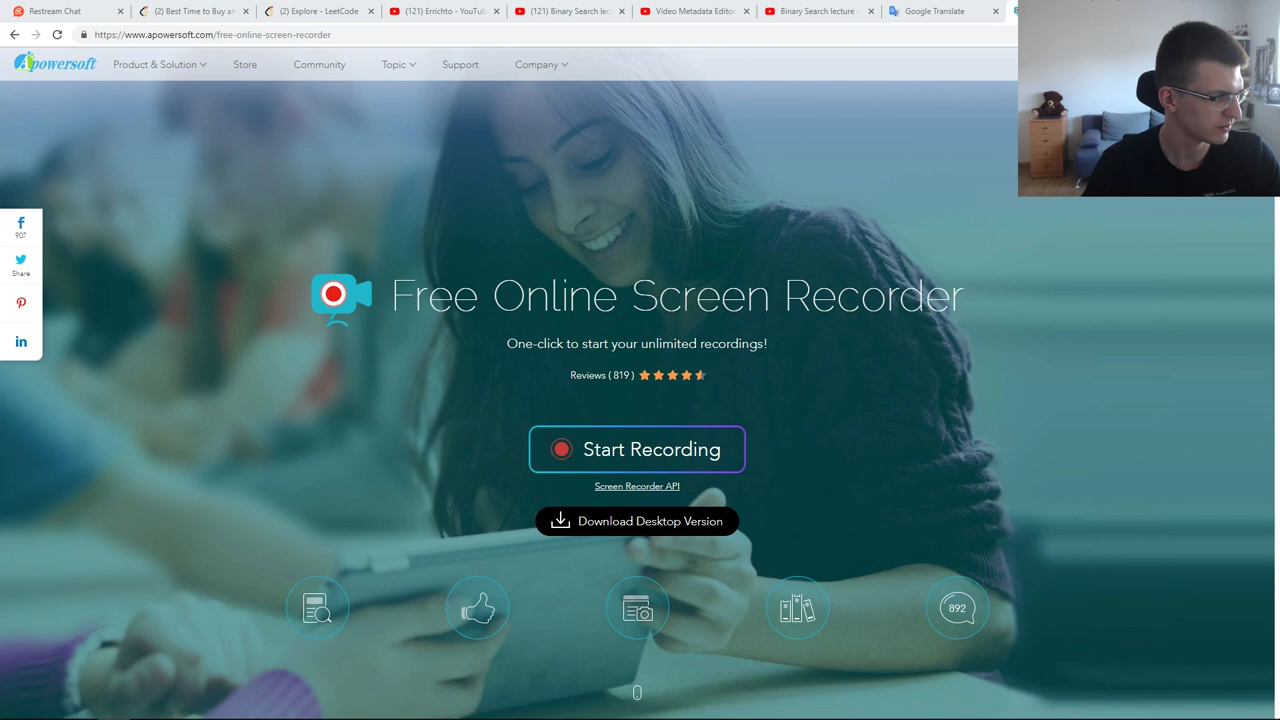 Restream Chat
(2) Best Time to Buy an
(2) Explore - LeetCode
(121) Errichto - YouTub
(121) Binary Search lect
Video Metadata Editor
Binary Search lecture -
Google Translate
https://www.apowersoft.com/free-online-screen-recorder
Apowersoft
Product & Solution
Store
Community
Topic
Support
Company
907
Share
Free Online Screen Recorder
One-click to start your unlimited recordings!
Reviews ( 819 )
Start Recording
Screen Recorder API
Download Desktop Version
892